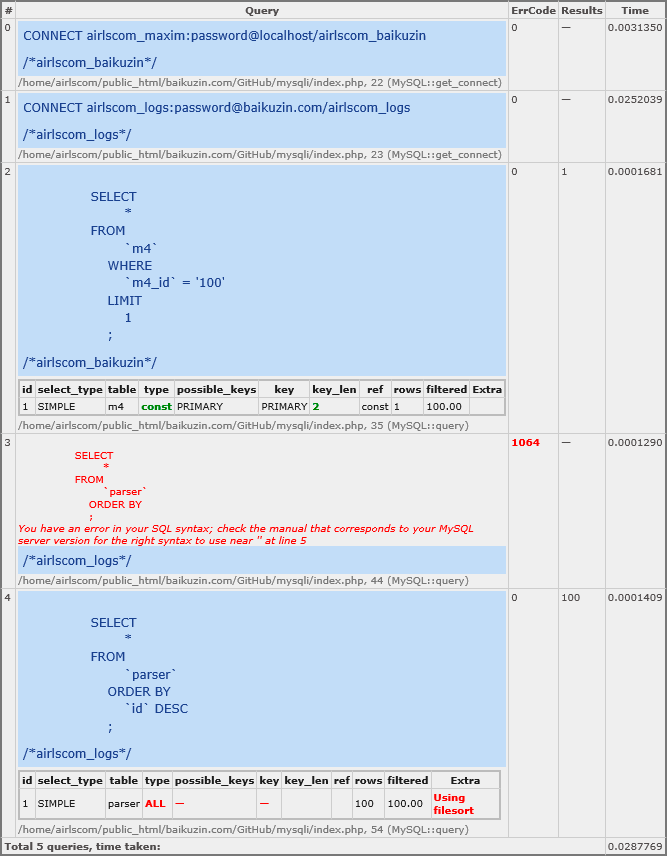 # Query ErrCode Results Time
0 CONNECT airlscom_maxim:password@localhost/airlscom_baikuzin 0 — 0.0031350
/*airlscom_baikuzin*/
/home/airlscom/public_html/baikuzin.com/GitHub/mysqli/index.php, 22 (MySQL::get_connect)
1 CONNECT airlscom_logs:password@baikuzin.com/airlscom_logs 0 — 0.0252039
/*airlscom_logs*/
/home/airlscom/public_html/baikuzin.com/GitHub/mysqli/index.php, 23 (MySQL::get_connect)
2 0 1 0.0001681
SELECT
*
FROM
`m4`
WHERE
`m4_id` = '100'
LIMIT
1
;
/*airlscom_baikuzin*/
id select_type table type possible_keys key key_len ref rows filtered Extra
1 SIMPLE m4 const PRIMARY PRIMARY 2 const 1 100.00
/home/airlscom/public_html/baikuzin.com/GitHub/mysqli/index.php, 35 (MySQL::query)
3 1064 — 0.0001290
SELECT
*
FROM
`parser`
ORDER BY
;
You have an error in your SQL syntax; check the manual that corresponds to your MySQL
server version for the right syntax to use near '' at line 5
/*airlscom_logs*/
/home/airlscom/public_html/baikuzin.com/GitHub/mysqli/index.php, 44 (MySQL::query)
4 0 100 0.0001409
SELECT
*
FROM
`parser`
ORDER BY
`id` DESC
;
/*airlscom_logs*/
id select_type table type possible_keys key key_len ref rows filtered Extra
1 SIMPLE parser ALL — — 100 100.00 Using
filesort
/home/airlscom/public_html/baikuzin.com/GitHub/mysqli/index.php, 54 (MySQL::query)
Total 5 queries, time taken: 0.0287769